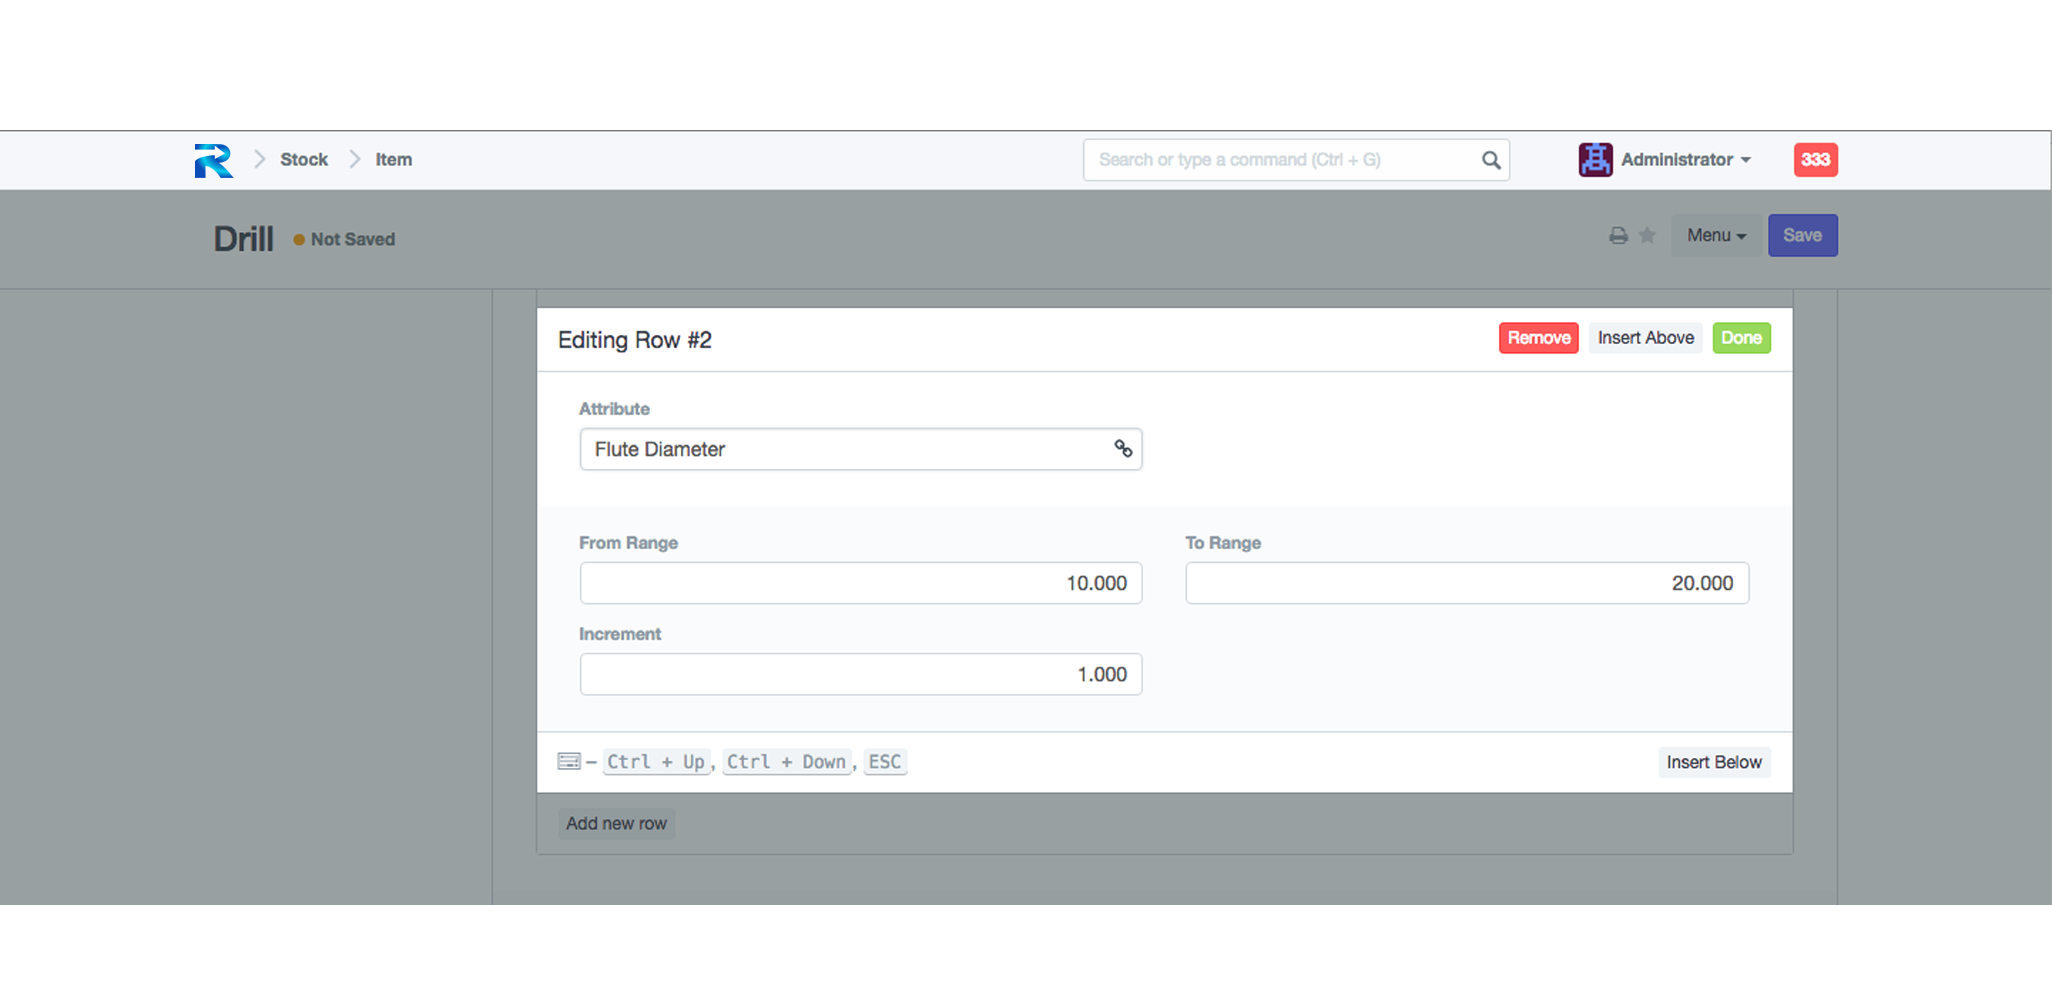 Stock Item Search or type a command (Ctrl + G) Administrator 333
Drill Not Saved Menu Save
Editing Row #2 Remove Insert Above Done
Attribute
Flute Diameter
From Range To Range
10.000 20.000
Increment
1.000
– Ctrl + Up, Ctrl + Down, ESC Insert Below
Add new row